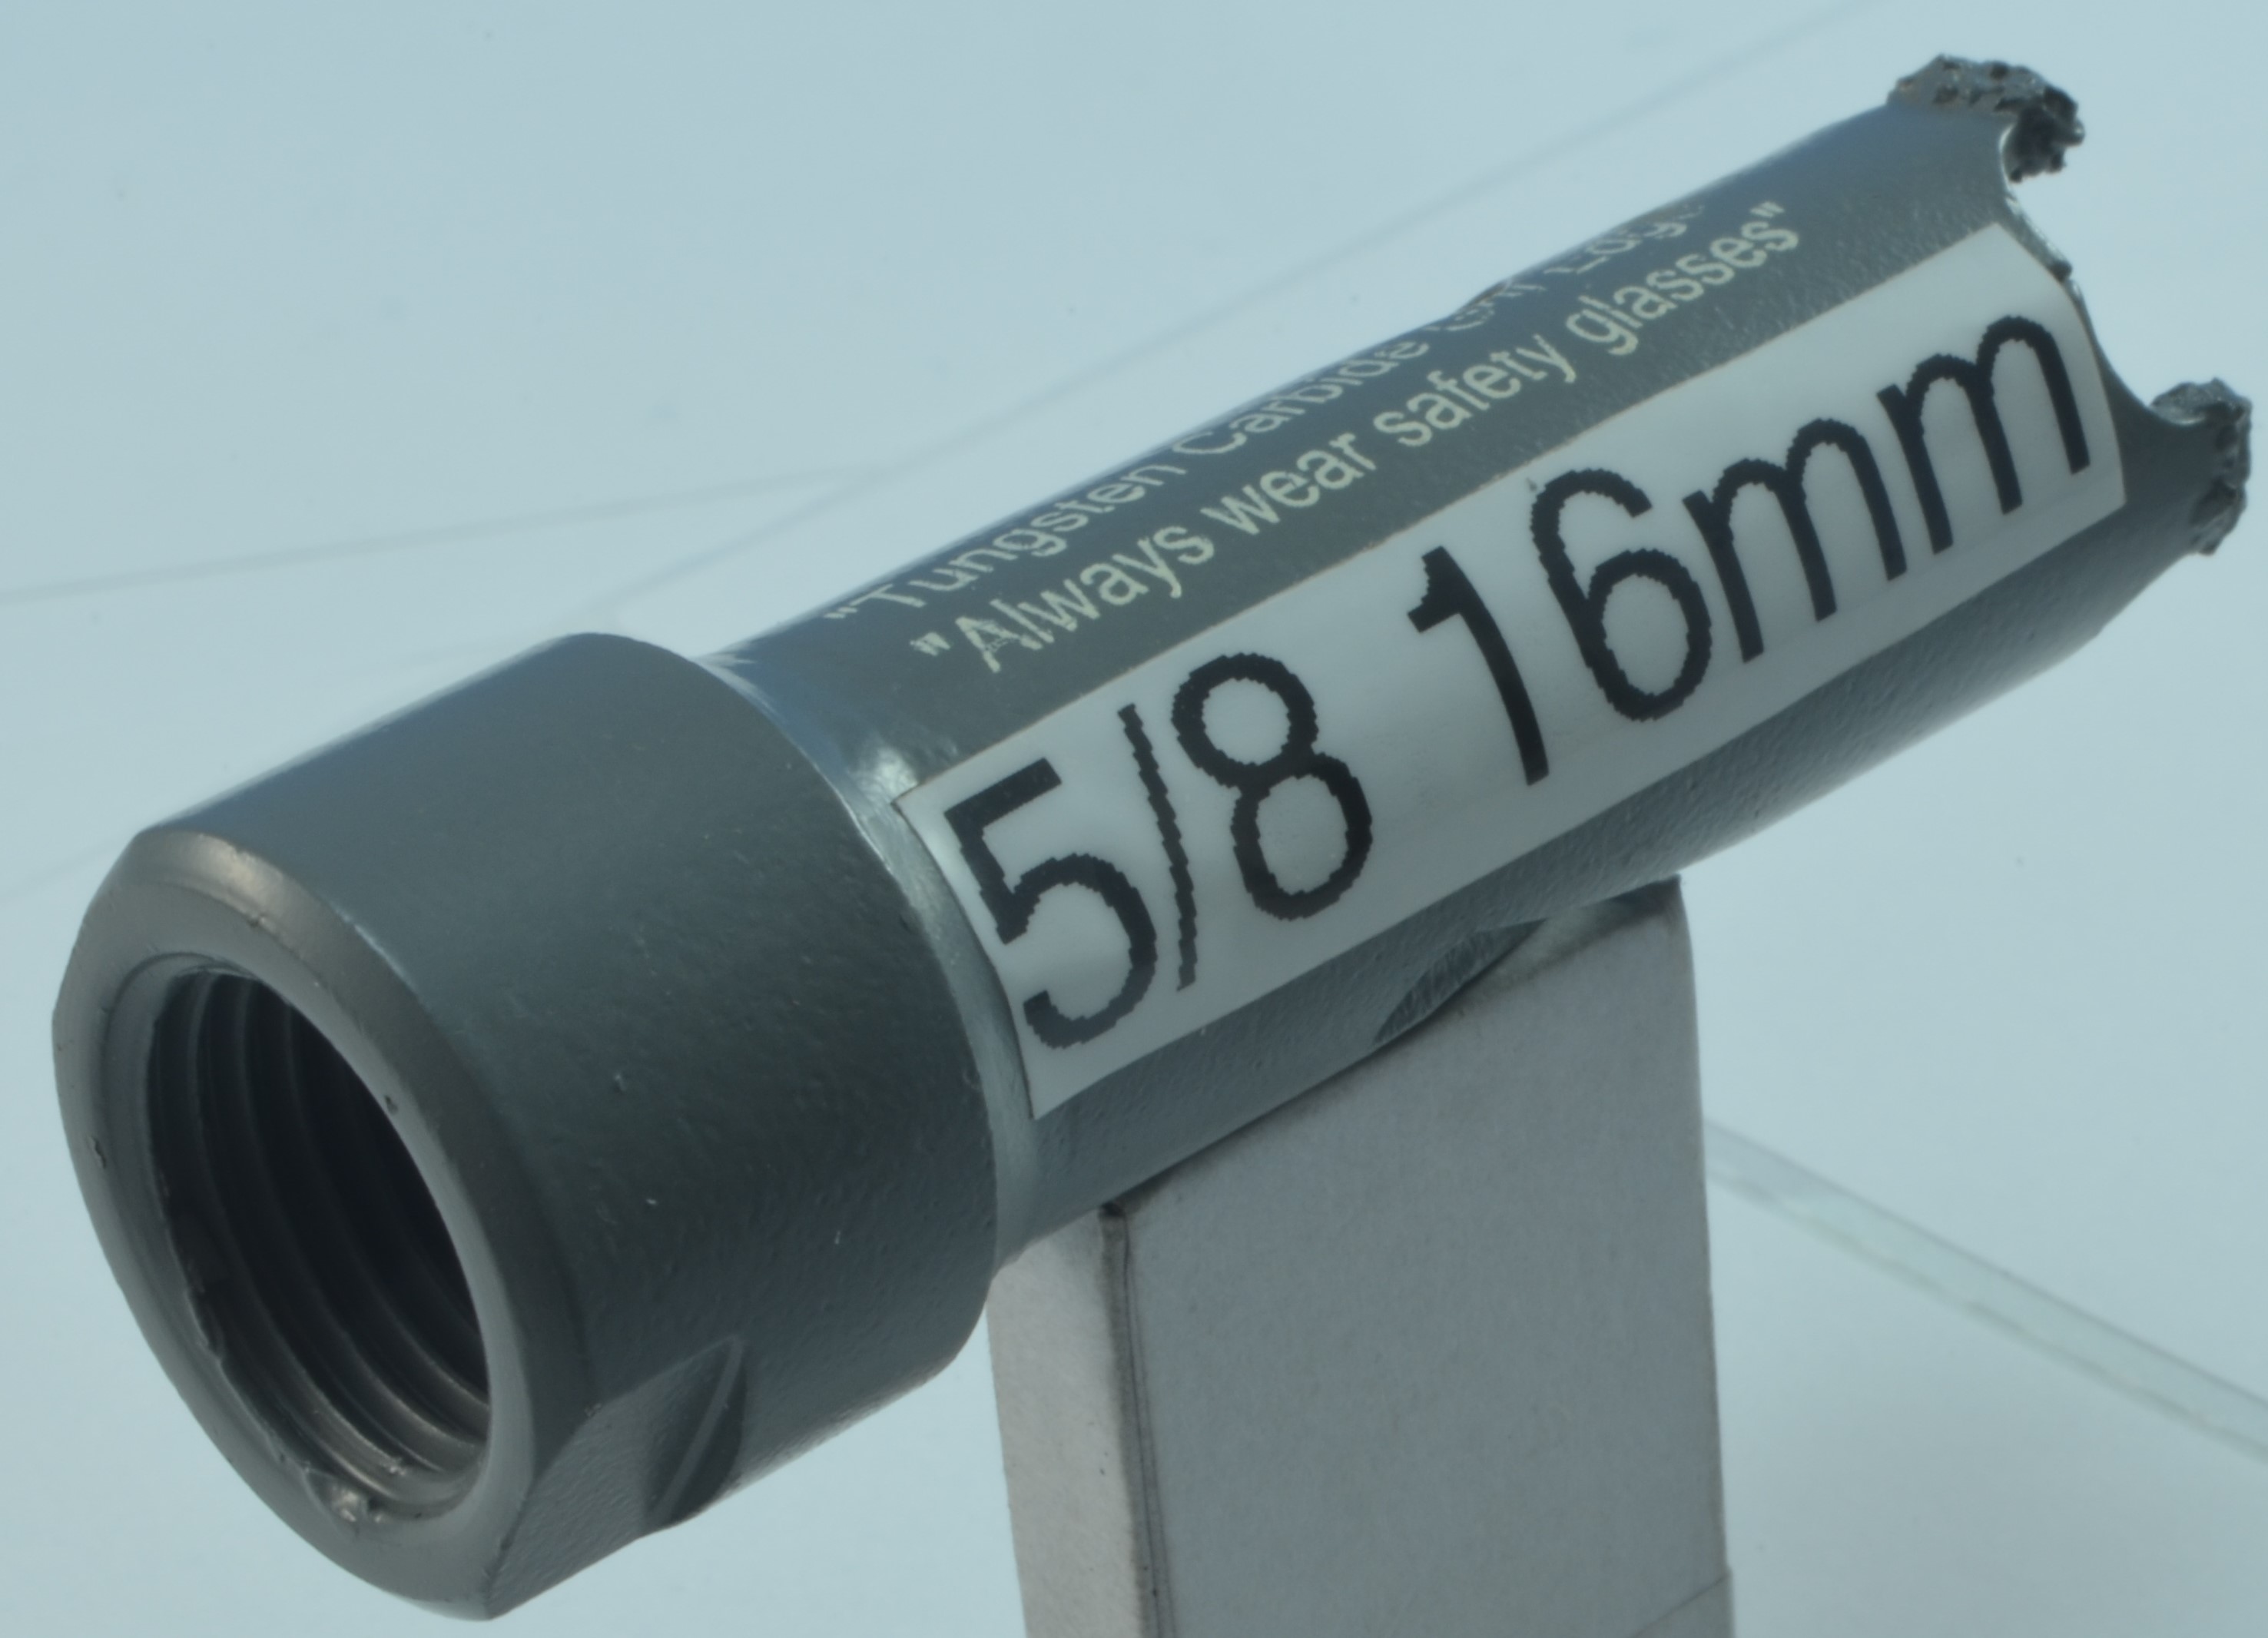 "Tungsten Carbide Grit Edge
"Always wear safety glasses"
5/8 16mm